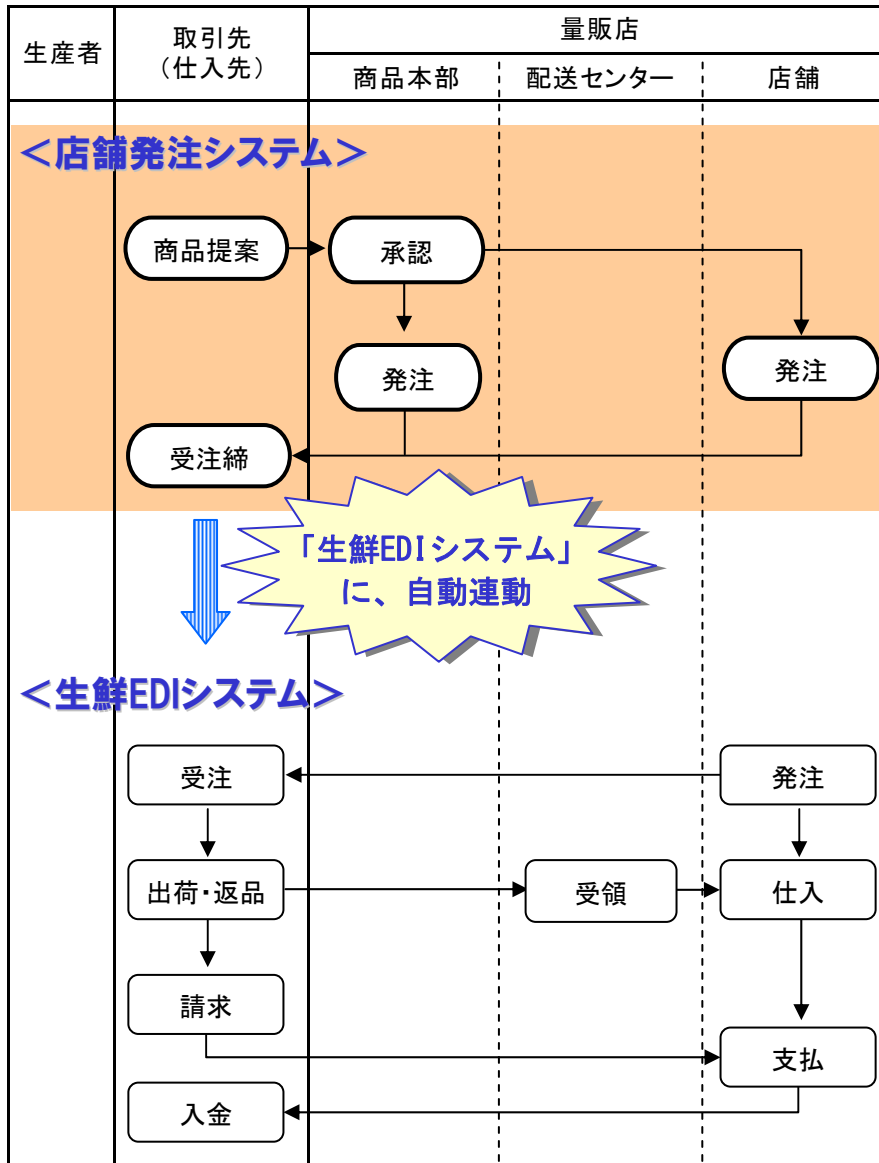 生産者
取引先
（仕入先）
量販店
商品本部
配送センター
店舗
＜店舗発注システム＞
商品提案
承認
発注
発注
受注締
「生鮮EDIシステム」
に、自動連動
＜生鮮EDIシステム＞
受注
発注
出荷・返品
受領
仕入
請求
支払
入金